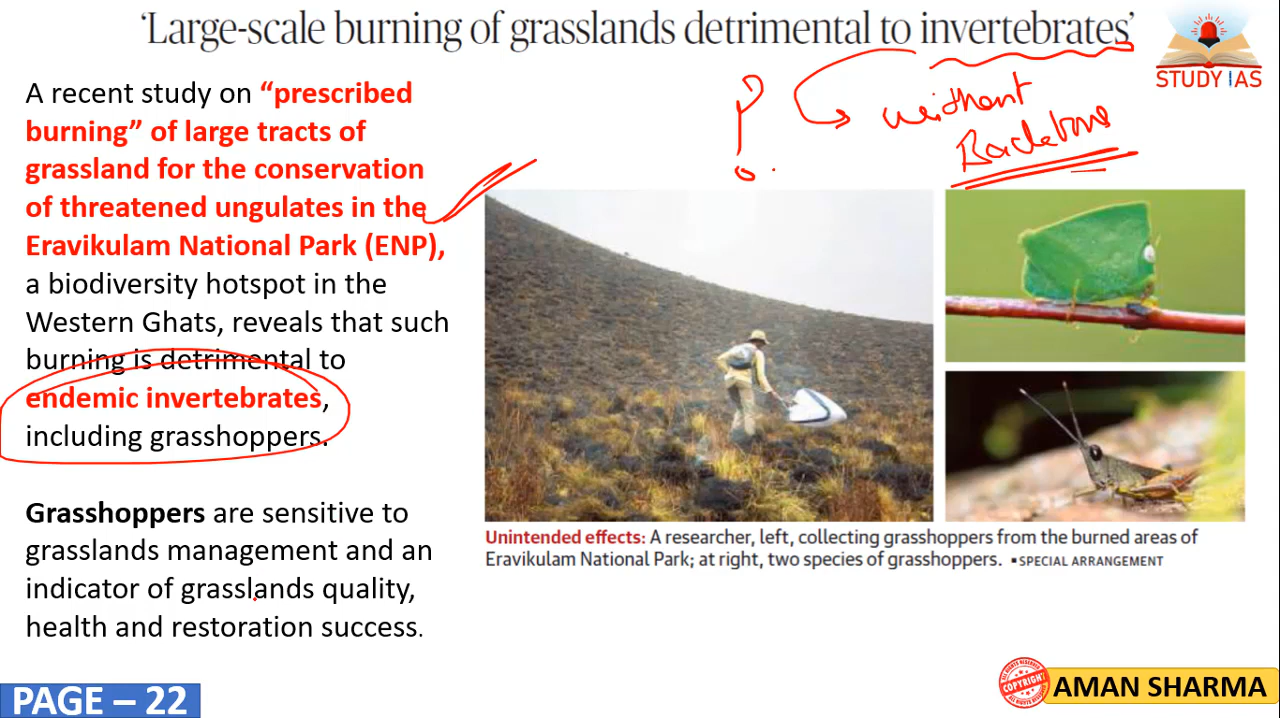 ‘Large-scale burning of grasslands detrimental to invertebrates’
STUDY IAS
without
Backbone
A recent study on “prescribed
burning” of large tracts of
grassland for the conservation
of threatened ungulates in the
Eravikulam National Park (ENP),
a biodiversity hotspot in the
Western Ghats, reveals that such
burning is detrimental to
endemic invertebrates,
including grasshoppers.
Grasshoppers are sensitive to
grasslands management and an
indicator of grasslands quality,
health and restoration success.
Unintended effects: A researcher, left, collecting grasshoppers from the burned areas of
Eravikulam National Park; at right, two species of grasshoppers. ▪SPECIAL ARRANGEMENT
PAGE – 22
COPYRIGHT
AMAN SHARMA